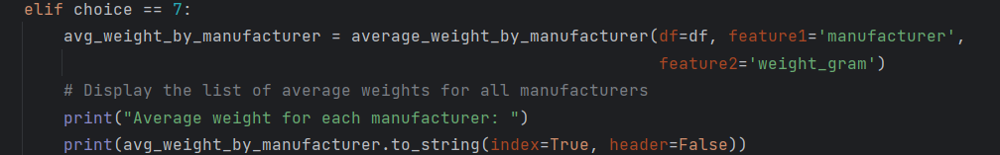 elif choice == 7:
    avg_weight_by_manufacturer = average_weight_by_manufacturer(df=df, feature1='manufacturer',
                                                                feature2='weight_gram')
    # Display the list of average weights for all manufacturers
    print("Average weight for each manufacturer: ")
    print(avg_weight_by_manufacturer.to_string(index=True, header=False))